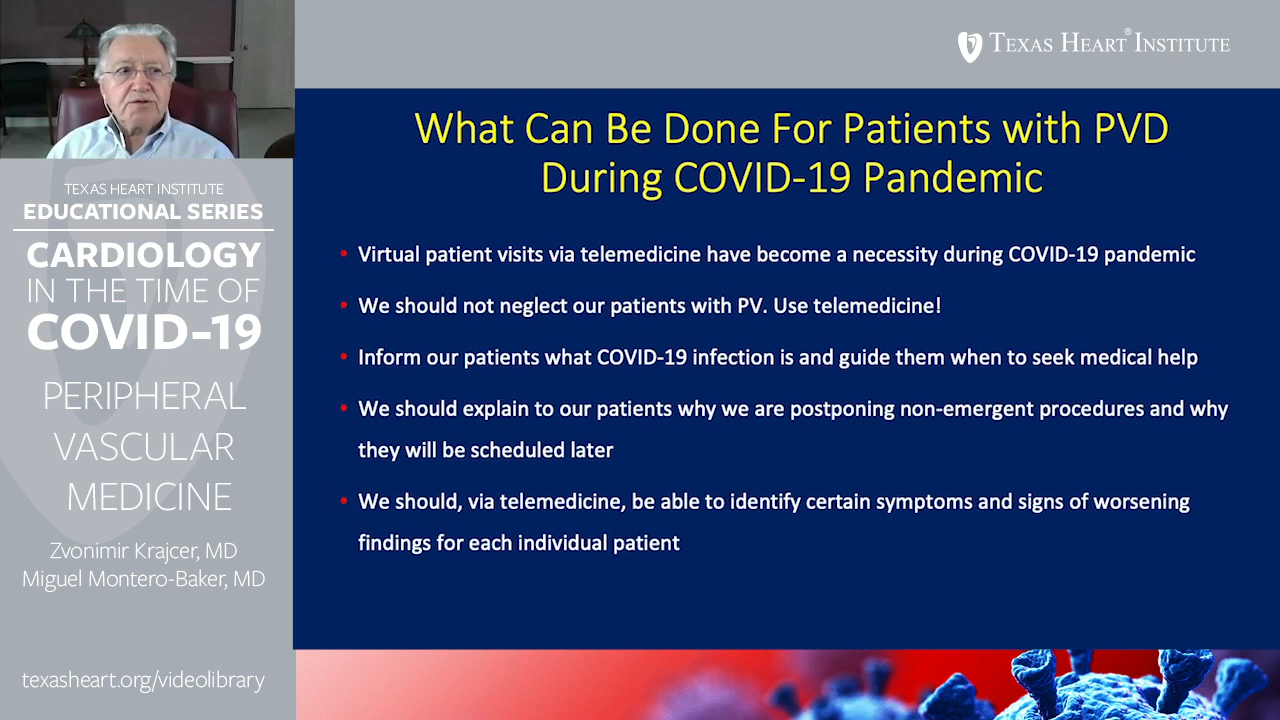 TEXAS HEART® INSTITUTE
TEXAS HEART INSTITUTE
EDUCATIONAL SERIES
CARDIOLOGY
IN THE TIME OF
COVID-19
PERIPHERAL
VASCULAR
MEDICINE
Zvonimir Krajcer, MD
Miguel Montero-Baker, MD
texasheart.org/videolibrary
What Can Be Done For Patients with PVD
During COVID-19 Pandemic
• Virtual patient visits via telemedicine have become a necessity during COVID-19 pandemic
• We should not neglect our patients with PV. Use telemedicine!
• Inform our patients what COVID-19 infection is and guide them when to seek medical help
• We should explain to our patients why we are postponing non-emergent procedures and why
they will be scheduled later
• We should, via telemedicine, be able to identify certain symptoms and signs of worsening
findings for each individual patient